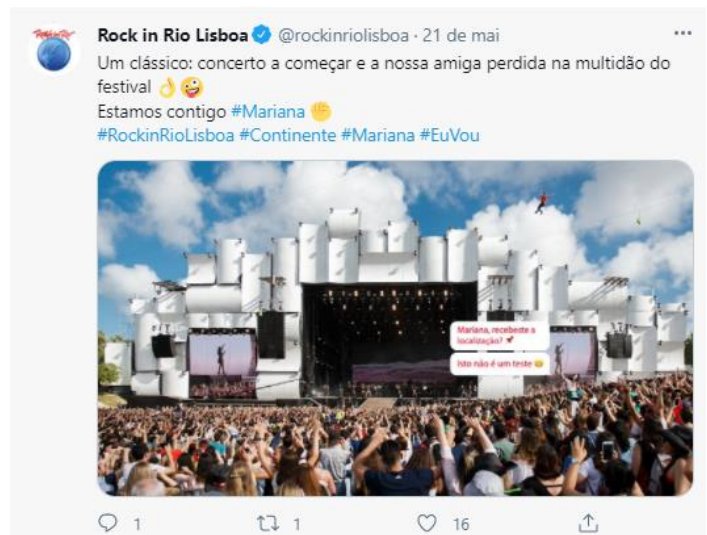 Rock in Rio Lisboa @rockinriolisboa · 21 de mai
Um clássico: concerto a começar e a nossa amiga perdida na multidão do
festival 👌🤪
Estamos contigo #Mariana ✊
#RockinRioLisboa #Continente #Mariana #EuVou
Mariana, recebeste a
localização? 📌
Isto não é um teste 😅
1 1 16